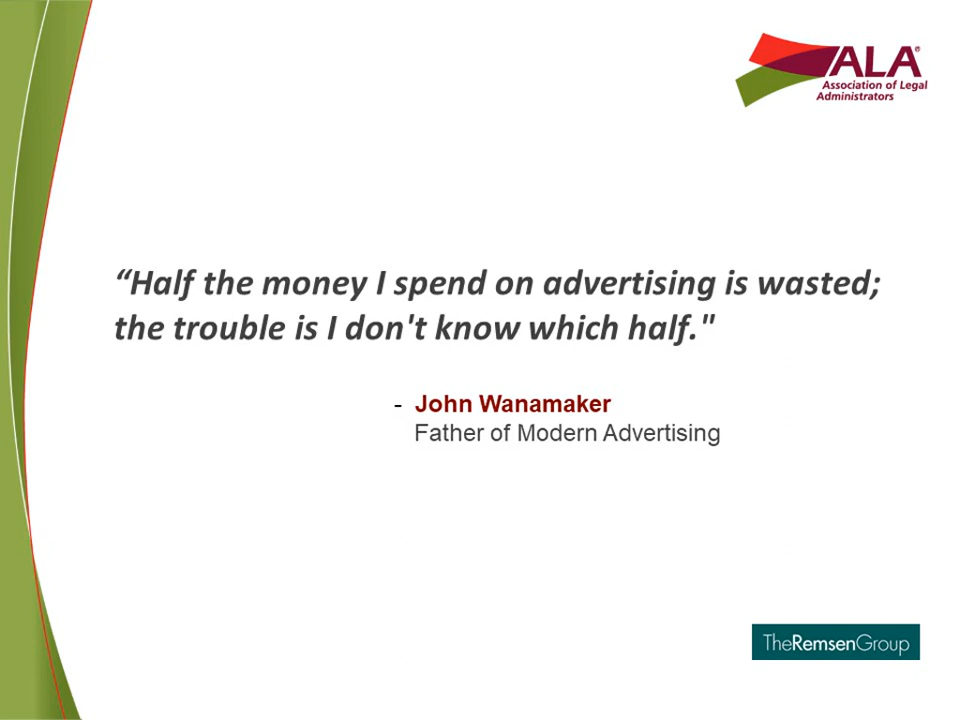 ALA®
Association of Legal
Administrators
“Half the money I spend on advertising is wasted;
the trouble is I don't know which half."
- John Wanamaker
Father of Modern Advertising
TheRemsenGroup